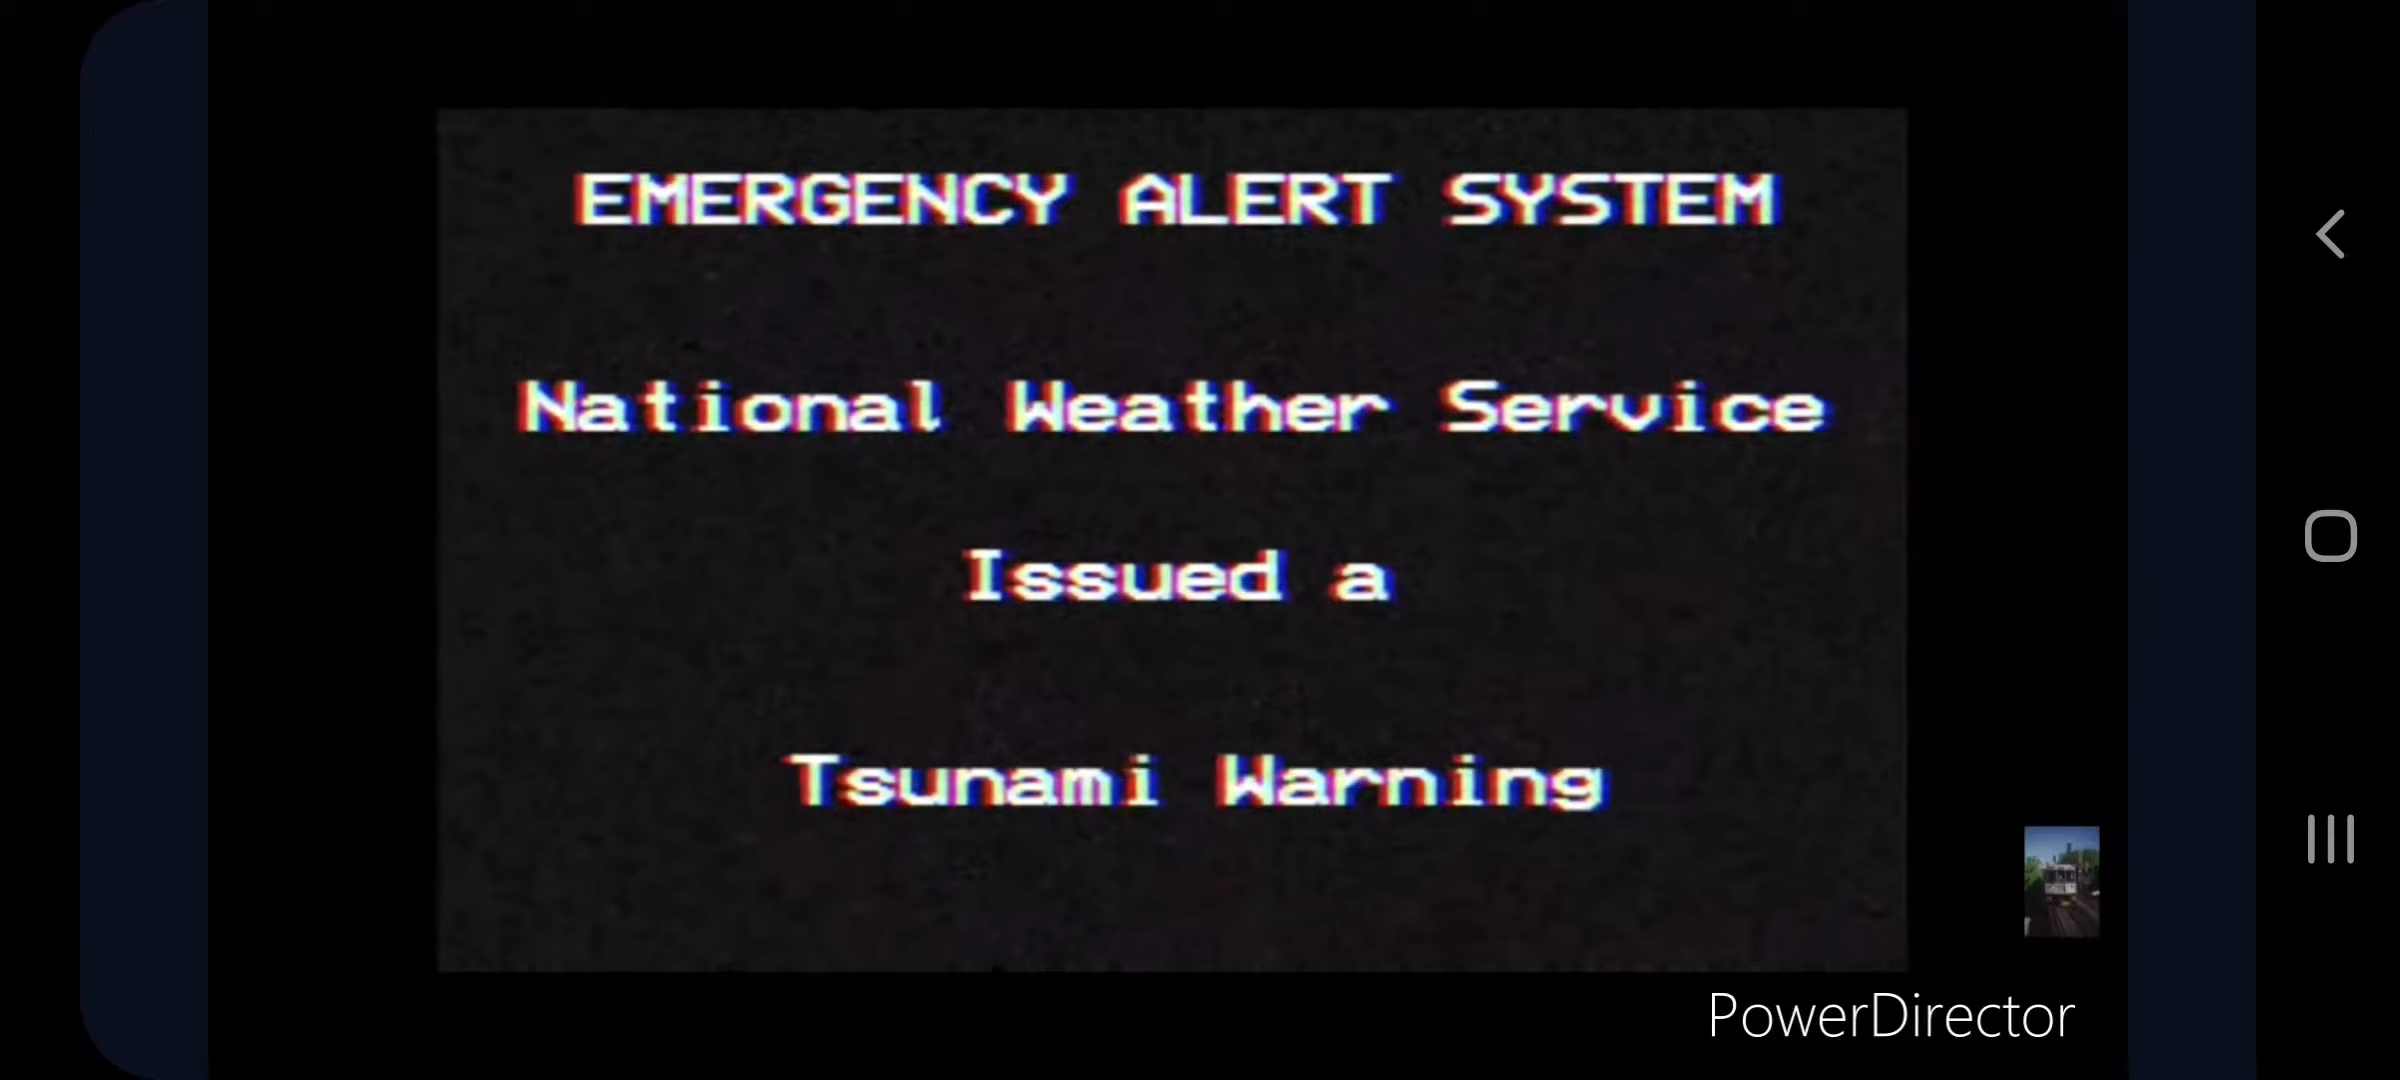 EMERGENCY ALERT SYSTEM
National Weather Service
Issued a
Tsunami Warning
PowerDirector